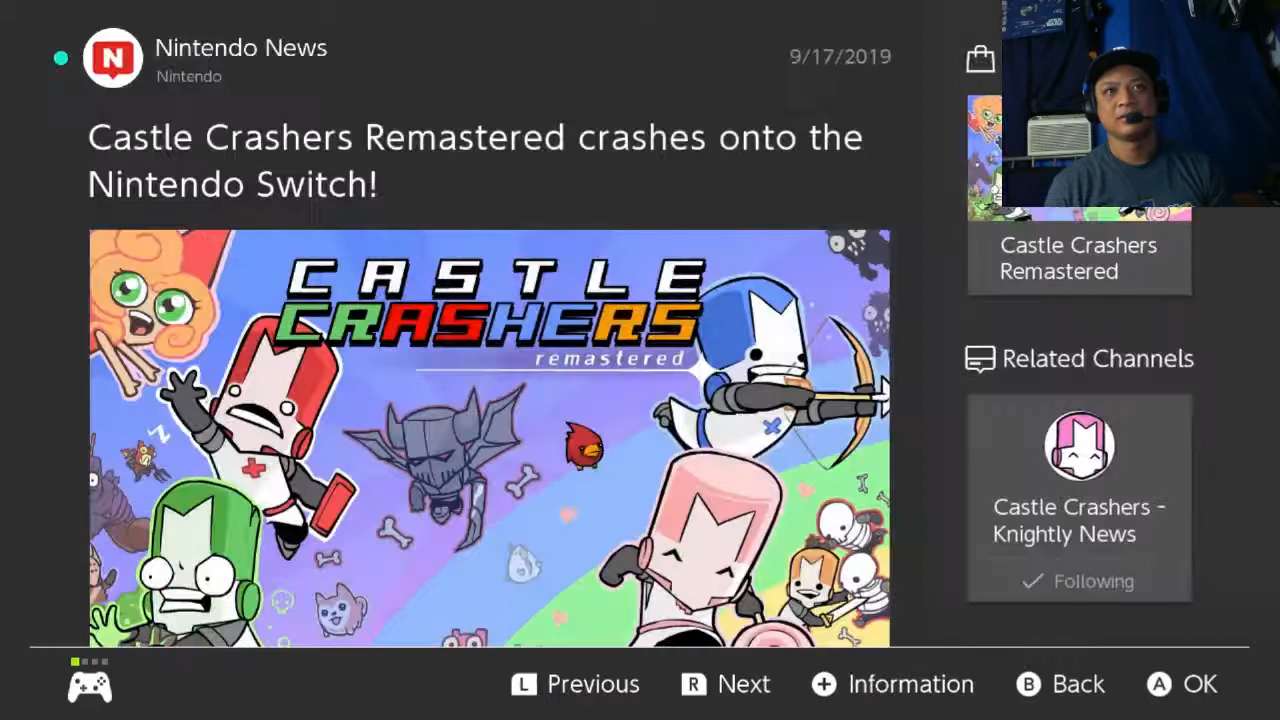 Nintendo News
Nintendo
9/17/2019
Castle Crashers Remastered crashes onto the
Nintendo Switch!
CASTLE
CRASHERS
remastered
Castle Crashers
Remastered
Related Channels
Castle Crashers -
Knightly News
Following
L Previous
R Next
+ Information
B Back
A OK